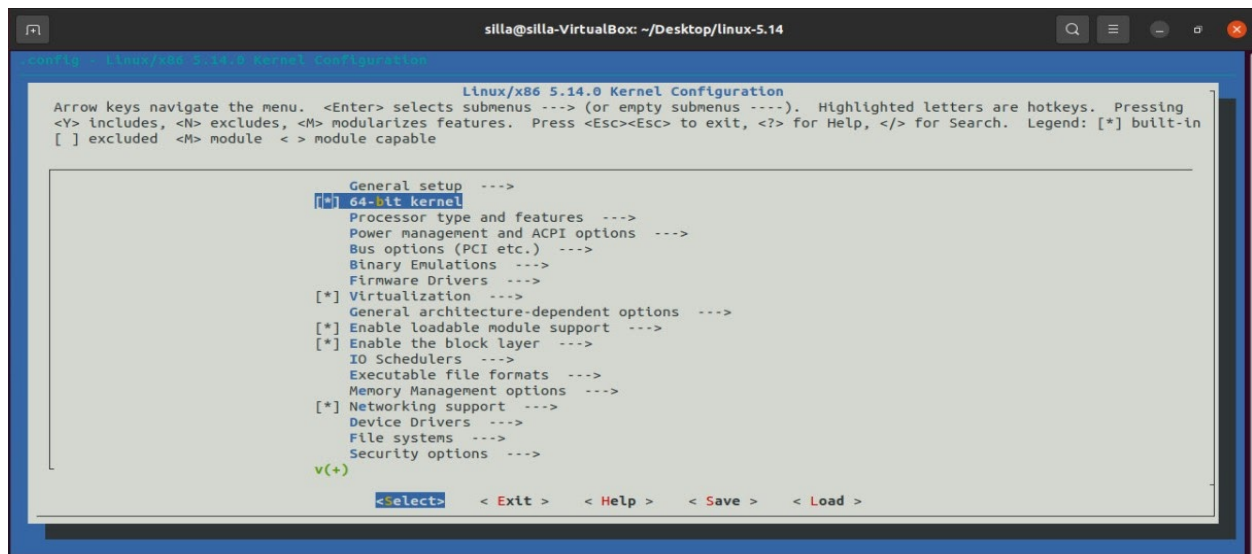 silla@silla-VirtualBox: ~/Desktop/linux-5.14
.config - Linux/x86 5.14.0 Kernel Configuration
Linux/x86 5.14.0 Kernel Configuration
Arrow keys navigate the menu.  <Enter> selects submenus ---> (or empty submenus ----).  Highlighted letters are hotkeys.  Pressing
<Y> includes, <N> excludes, <M> modularizes features.  Press <Esc><Esc> to exit, <?> for Help, </> for Search.  Legend: [*] built-in
[ ] excluded  <M> module  < > module capable
General setup  --->
[*] 64-bit kernel
Processor type and features  --->
Power management and ACPI options  --->
Bus options (PCI etc.)  --->
Binary Emulations  --->
Firmware Drivers  --->
[*] Virtualization  --->
General architecture-dependent options  --->
[*] Enable loadable module support  --->
[*] Enable the block layer  --->
IO Schedulers  --->
Executable file formats  --->
Memory Management options  --->
[*] Networking support  --->
Device Drivers  --->
File systems  --->
Security options  --->
v(+)
<Select>    < Exit >    < Help >    < Save >    < Load >